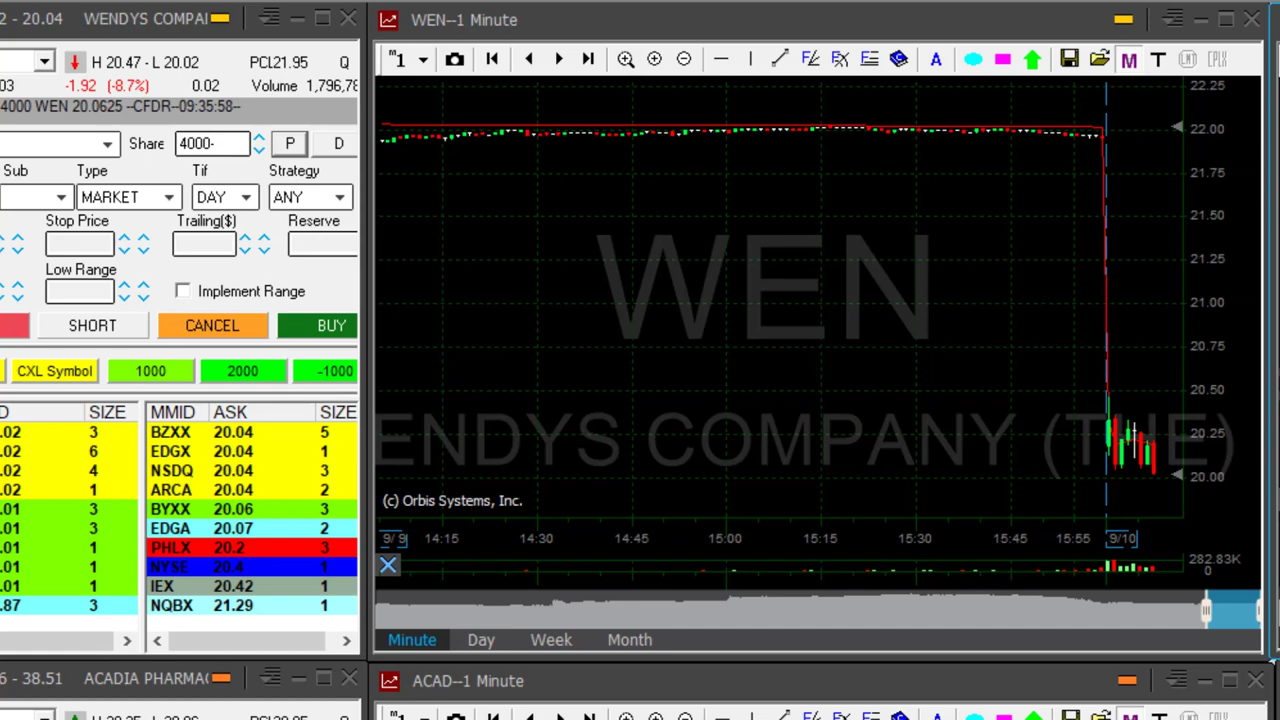 2 - 20.04 WENDYS COMPAI
03 H 20.47 - L 20.02 PCL21.95 Q
-1.92 (-8.7%) 0.02 Volume 1,796,78
4000 WEN 20.0625 --CFDR--09:35:58--
Share 4000- P D
Sub Type Tif Strategy
MARKET DAY ANY
Stop Price Trailing($) Reserve
Low Range
Implement Range
SHORT CANCEL BUY
CXL Symbol 1000 2000 -1000
D SIZE MMID ASK SIZE
.02 3 BZXX 20.04 5
.02 6 EDGX 20.04 1
.02 4 NSDQ 20.04 3
.02 1 ARCA 20.04 2
.01 3 BYXX 20.06 3
.01 3 EDGA 20.07 2
.01 1 PHLX 20.2 3
.01 1 NYSE 20.4 1
.01 1 IEX 20.42 1
.87 3 NQBX 21.29 1
6 - 38.51 ACADIA PHARMA(
WEN--1 Minute
m1 A M T
22.25
22.00
21.75
21.50
21.25
21.00
20.75
20.50
20.25
20.00
WEN
ENDYS COMPANY (THE)
(c) Orbis Systems, Inc.
9/ 9 14:15 14:30 14:45 15:00 15:15 15:30 15:45 15:55 9/10
282.83K
0
Minute Day Week Month
ACAD--1 Minute